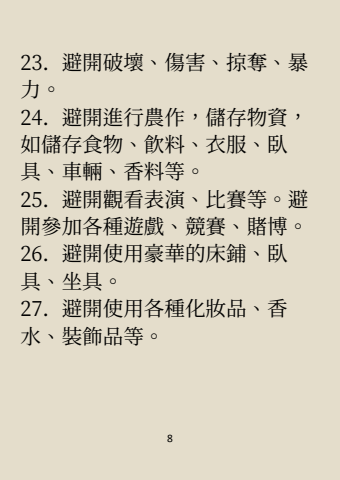 23.  避開破壞、傷害、掠奪、暴
力。
24.  避開進行農作，儲存物資，
如儲存食物、飲料、衣服、臥
具、車輛、香料等。
25.  避開觀看表演、比賽等。避
開參加各種遊戲、競賽、賭博。
26.  避開使用豪華的床鋪、臥
具、坐具。
27.  避開使用各種化妝品、香
水、裝飾品等。
8